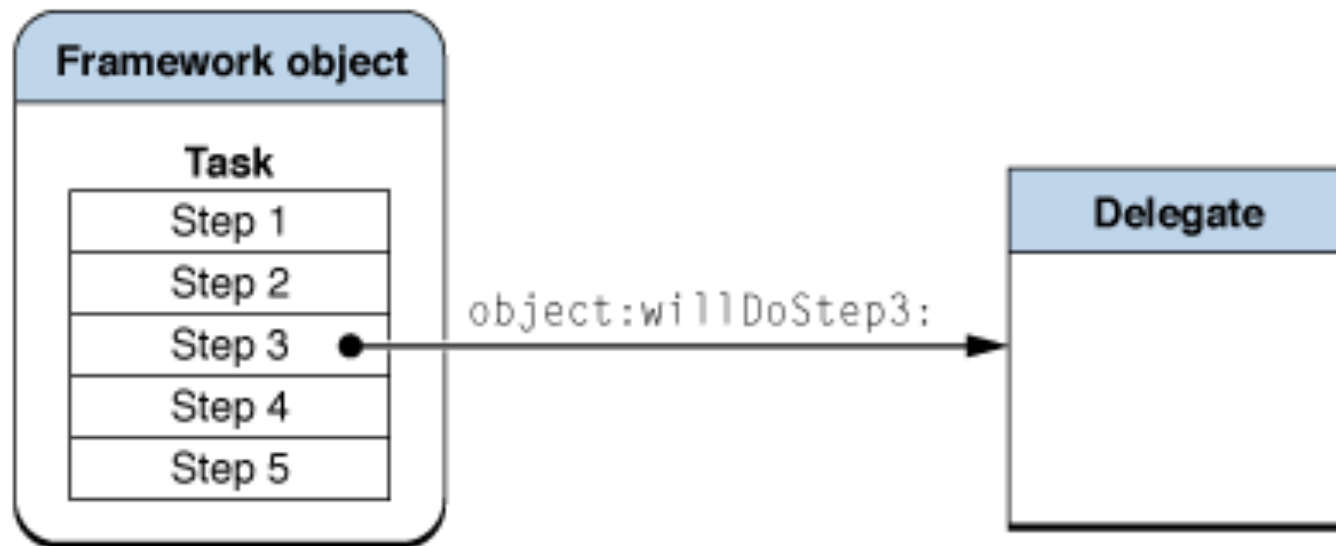 Framework object
Task
Step 1
Step 2
Step 3
Step 4
Step 5
object:willDoStep3:
Delegate